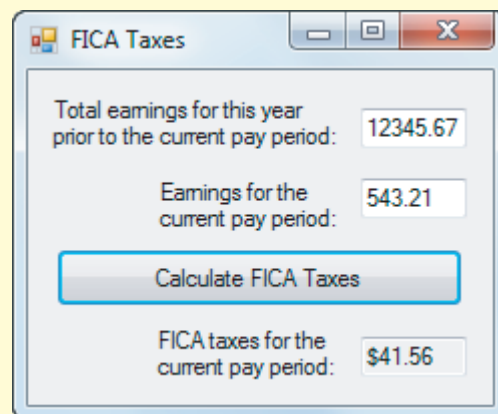 FICA Taxes
Total earnings for this year
prior to the current pay period:
12345.67
Earnings for the
current pay period:
543.21
Calculate FICA Taxes
FICA taxes for the
current pay period:
$41.56